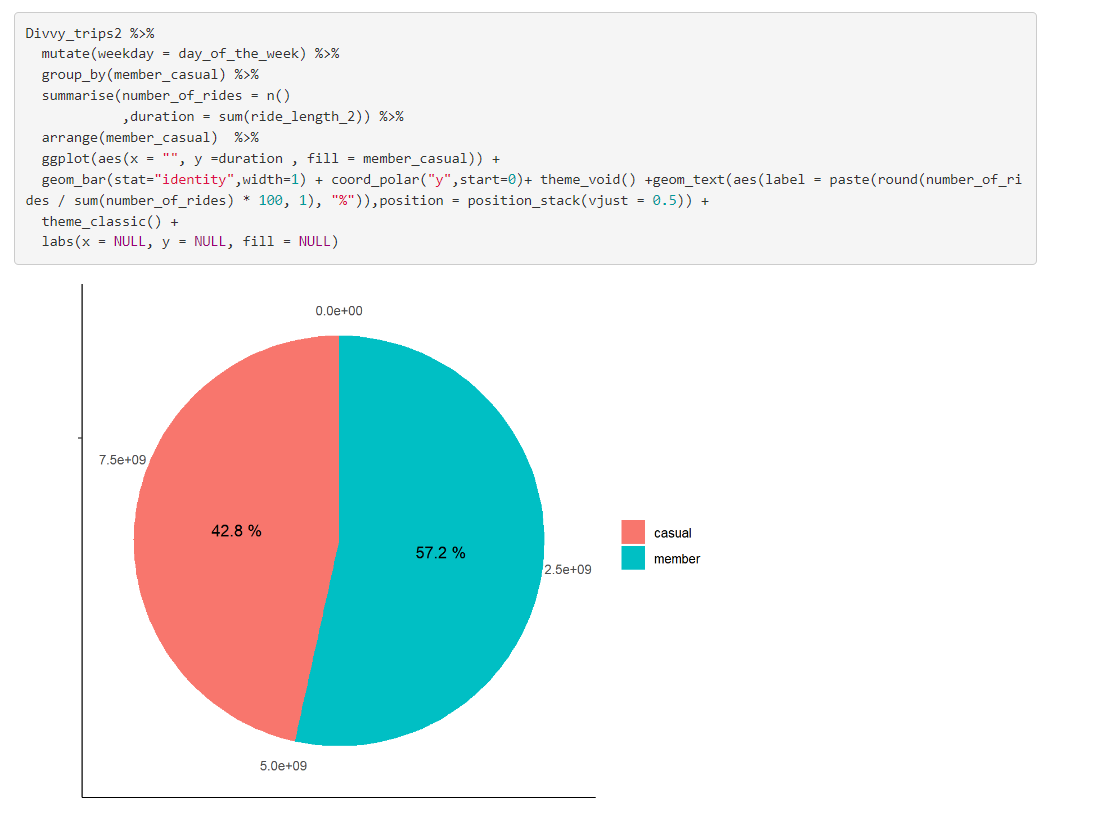 Divvy_trips2 %>%
mutate(weekday = day_of_the_week) %>%
group_by(member_casual) %>%
summarise(number_of_rides = n()
,duration = sum(ride_length_2)) %>%
arrange(member_casual)  %>%
ggplot(aes(x = "", y =duration , fill = member_casual)) +
geom_bar(stat="identity",width=1) + coord_polar("y",start=0)+ theme_void() +geom_text(aes(label = paste(round(number_of_ri
des / sum(number_of_rides) * 100, 1), "%")),position = position_stack(vjust = 0.5)) +
theme_classic() +
labs(x = NULL, y = NULL, fill = NULL)
0.0e+00
7.5e+09
42.8 %
57.2 %
2.5e+09
5.0e+09
casual
member